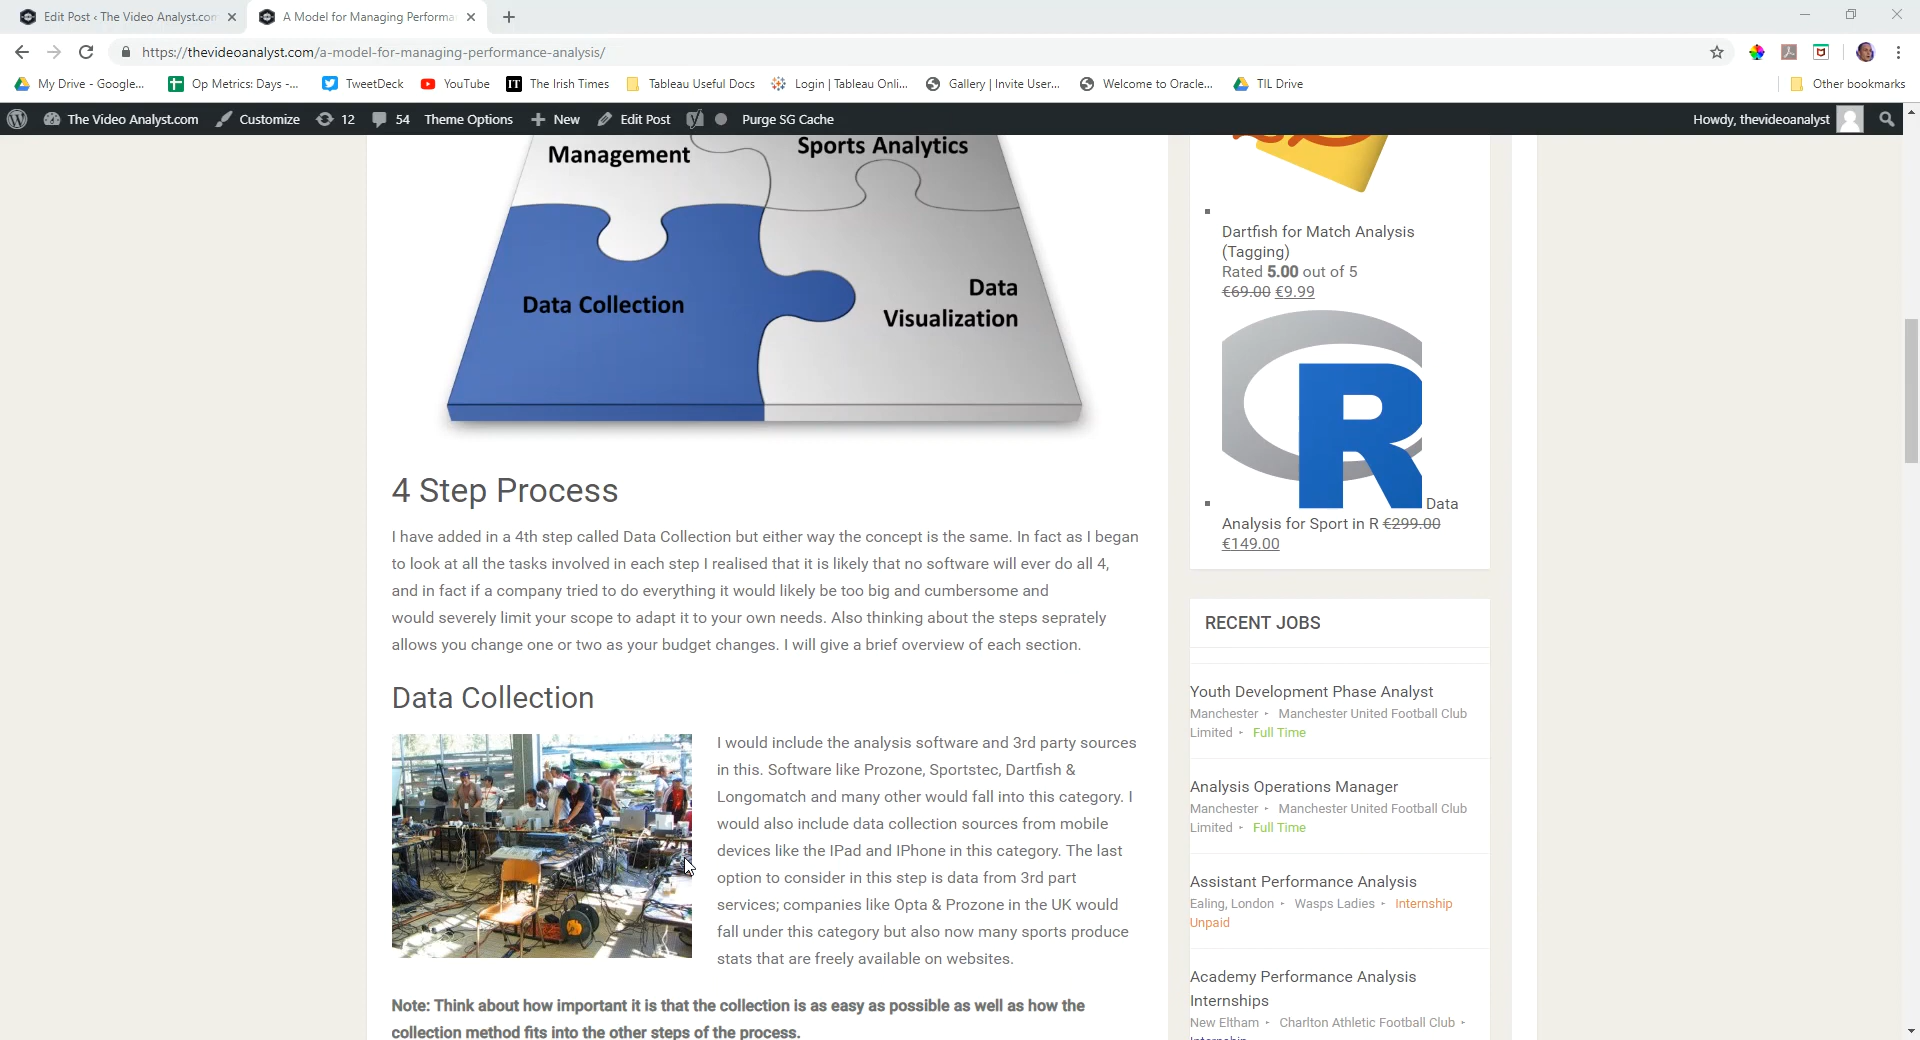 Edit Post ‹ The Video Analyst.com
A Model for Managing Performa
https://thevideoanalyst.com/a-model-for-managing-performance-analysis/
My Drive - Google...
Op Metrics: Days -...
TweetDeck
YouTube
IT The Irish Times
Tableau Useful Docs
Login | Tableau Onli...
Gallery | Invite User...
Welcome to Oracle...
TIL Drive
Other bookmarks
The Video Analyst.com
Customize
12
54
Theme Options
New
Edit Post
Purge SG Cache
Howdy, thevideoanalyst
Management
Sports Analytics
Data Collection
Data
Visualization
4 Step Process
I have added in a 4th step called Data Collection but either way the concept is the same. In fact as I began
to look at all the tasks involved in each step I realised that it is likely that no software will ever do all 4,
and in fact if a company tried to do everything it would likely be too big and cumbersome and
would severely limit your scope to adapt it to your own needs. Also thinking about the steps seprately
allows you change one or two as your budget changes. I will give a brief overview of each section.
Data Collection
I would include the analysis software and 3rd party sources
in this. Software like Prozone, Sportstec, Dartfish &
Longomatch and many other would fall into this category. I
would also include data collection sources from mobile
devices like the IPad and IPhone in this category. The last
option to consider in this step is data from 3rd part
services; companies like Opta & Prozone in the UK would
fall under this category but also now many sports produce
stats that are freely available on websites.
Note: Think about how important it is that the collection is as easy as possible as well as how the
collection method fits into the other steps of the process.
Dartfish for Match Analysis
(Tagging)
Rated 5.00 out of 5
€69.00 €9.99
R
Data
Analysis for Sport in R €299.00
€149.00
RECENT JOBS
Youth Development Phase Analyst
Manchester ‣ Manchester United Football Club
Limited ‣ Full Time
Analysis Operations Manager
Manchester ‣ Manchester United Football Club
Limited ‣ Full Time
Assistant Performance Analysis
Ealing, London ‣ Wasps Ladies ‣ Internship
Unpaid
Academy Performance Analysis
Internships
New Eltham ‣ Charlton Athletic Football Club ‣
Internship